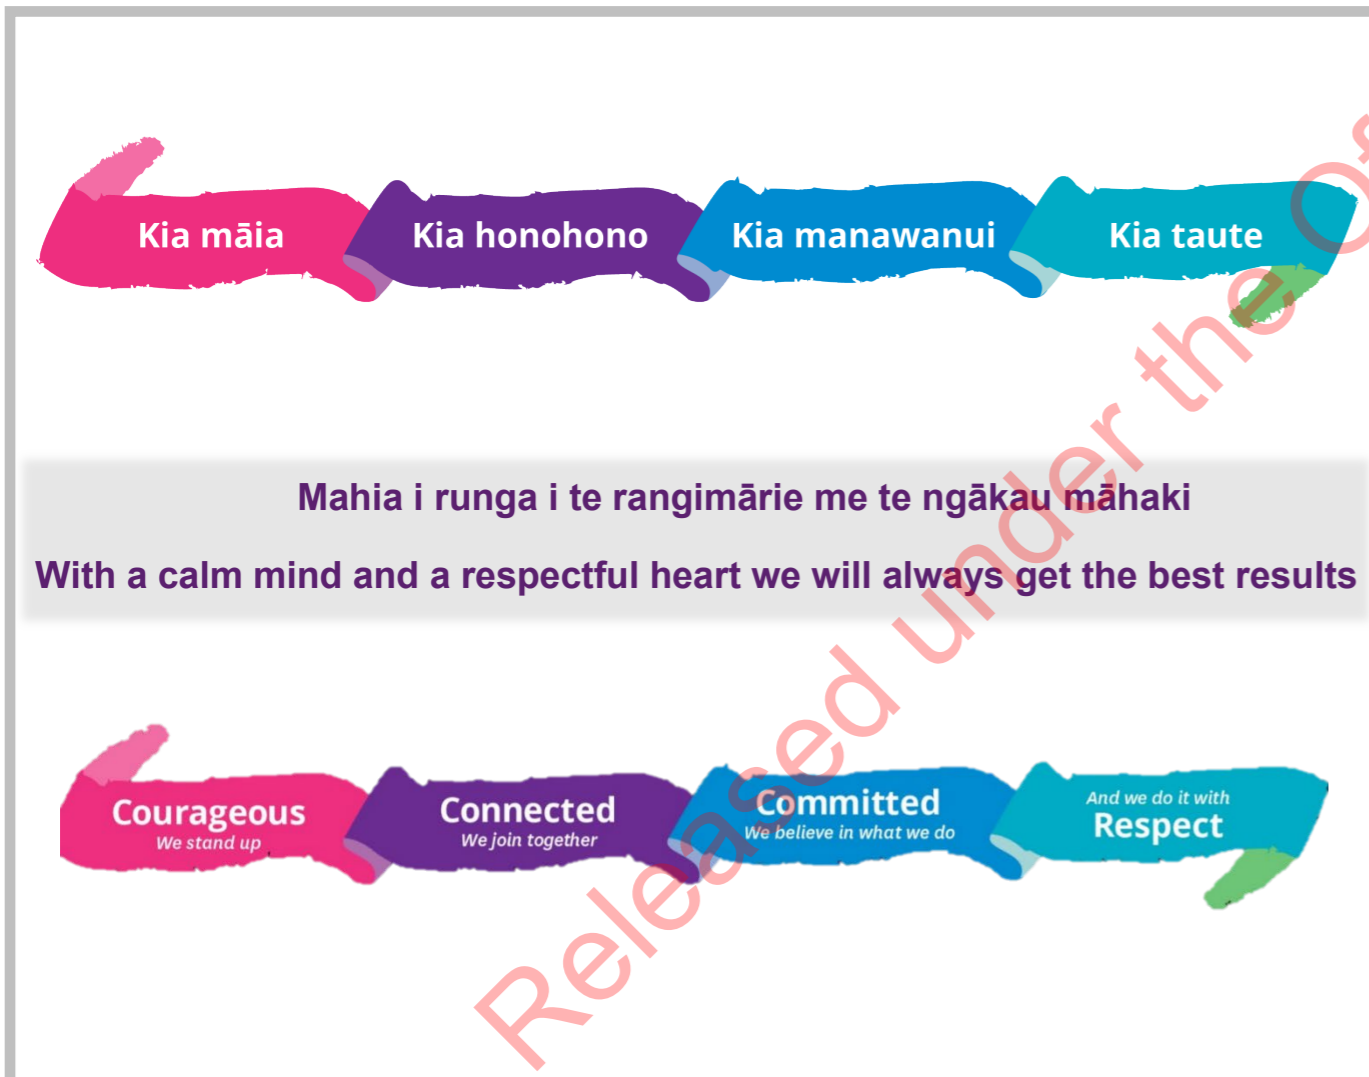 Kia māia Kia honohono Kia manawanui Kia taute
Mahia i runga i te rangimārie me te ngākau māhaki
With a calm mind and a respectful heart we will always get the best results
Courageous
We stand up
Connected
We join together
Committed
We believe in what we do
And we do it with
Respect
Released under the